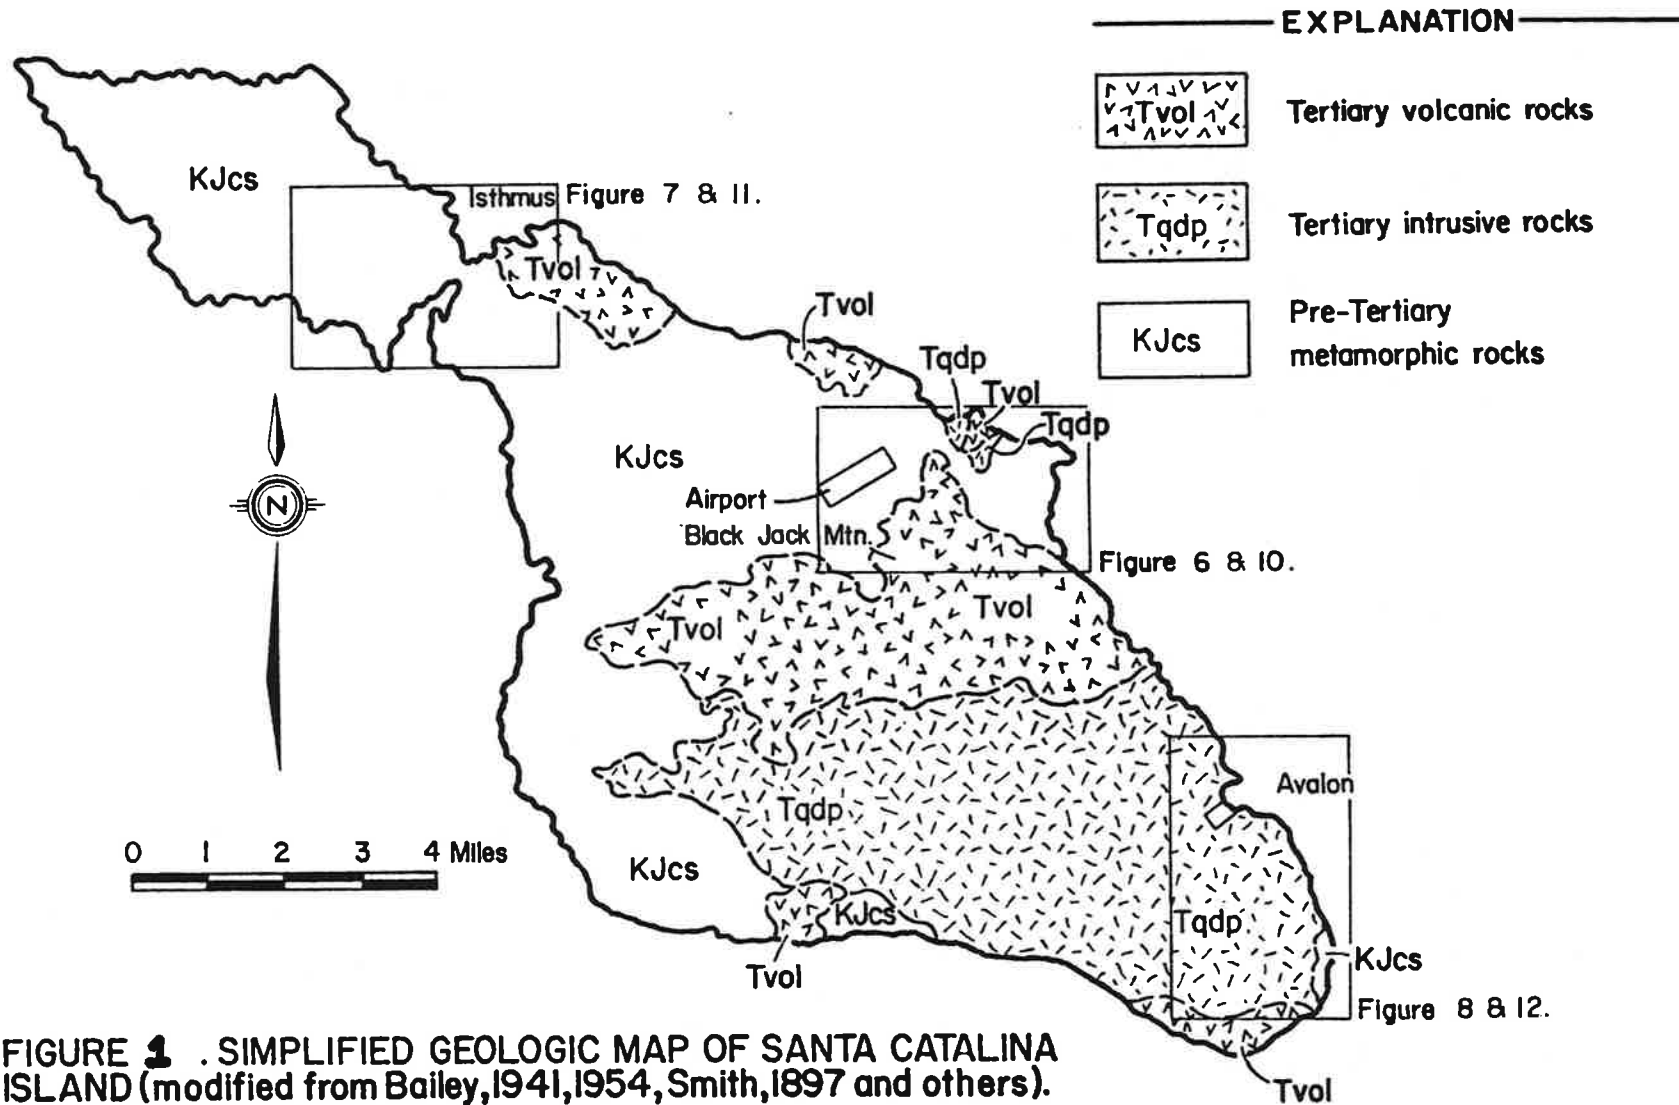 EXPLANATION
Tvol
Tertiary volcanic rocks
Tqdp
Tertiary intrusive rocks
KJcs
Pre-Tertiary
metamorphic rocks
KJcs
Isthmus
Figure 7 & 11.
Tvol
Tvol
Tqdp
Tvol
Tqdp
KJcs
Airport
Black Jack Mtn.
Figure 6 & 10.
N
Tvol
Tvol
Avalon
Tqdp
0 1 2 3 4 Miles
KJcs
KJcs
Tqdp
KJcs
Tvol
Figure 8 & 12.
Tvol
FIGURE 1 . SIMPLIFIED GEOLOGIC MAP OF SANTA CATALINA
ISLAND (modified from Bailey,1941,1954,Smith,1897 and others).